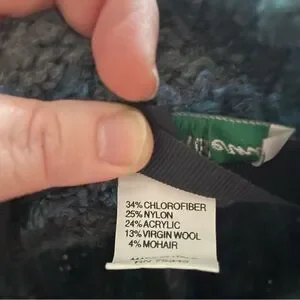 34% CHLOROFIBER
25% NYLON
24% ACRYLIC
13% VIRGIN WOOL
4% MOHAIR